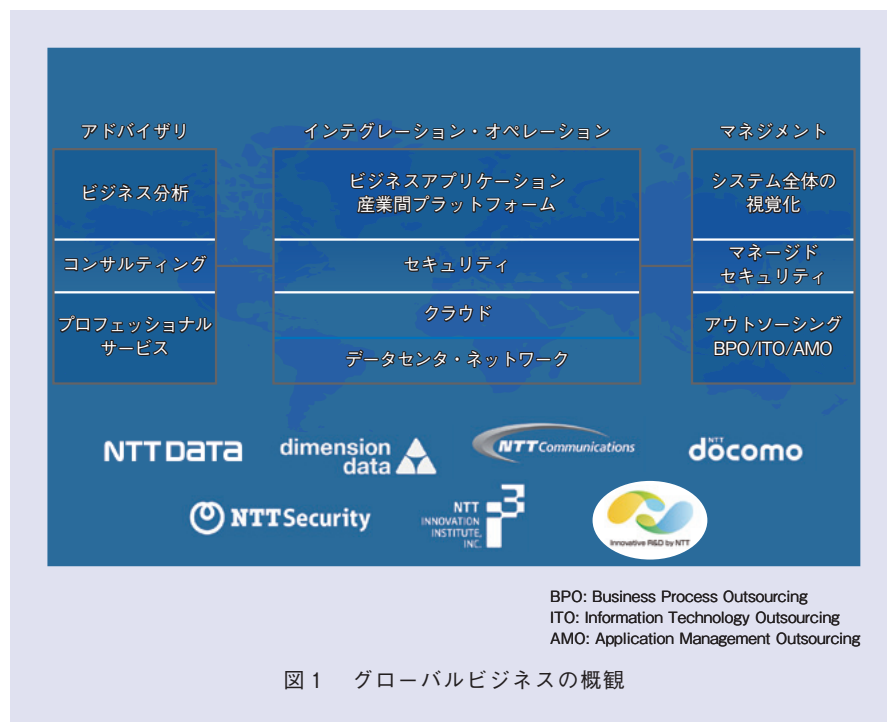 アドバイザリ
ビジネス分析
コンサルティング
プロフェッショナル
サービス
インテグレーション・オペレーション
ビジネスアプリケーション
産業間プラットフォーム
セキュリティ
クラウド
データセンタ・ネットワーク
マネジメント
システム全体の
視覚化
マネージド
セキュリティ
アウトソーシング
BPO/ITO/AMO
NTT DATA
dimension
data
NTT Communications
NTT
docomo
NTT Security
NTT
INNOVATION
INSTITUTE,
INC.
i3
Innovative R&D by NTT
BPO: Business Process Outsourcing
ITO: Information Technology Outsourcing
AMO: Application Management Outsourcing
図1 グローバルビジネスの概観